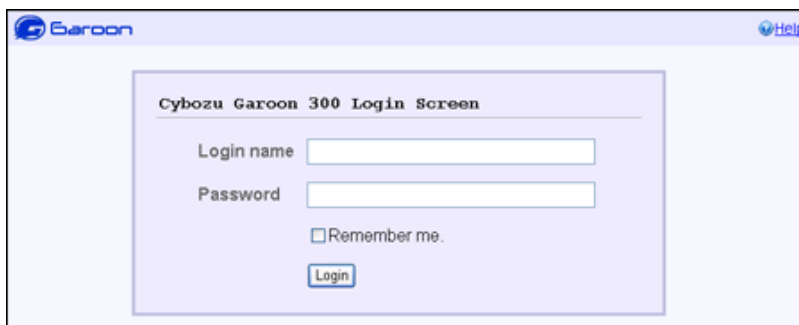 Garoon
Help
Cybozu Garoon 300 Login Screen
Login name
Password
Remember me.
Login